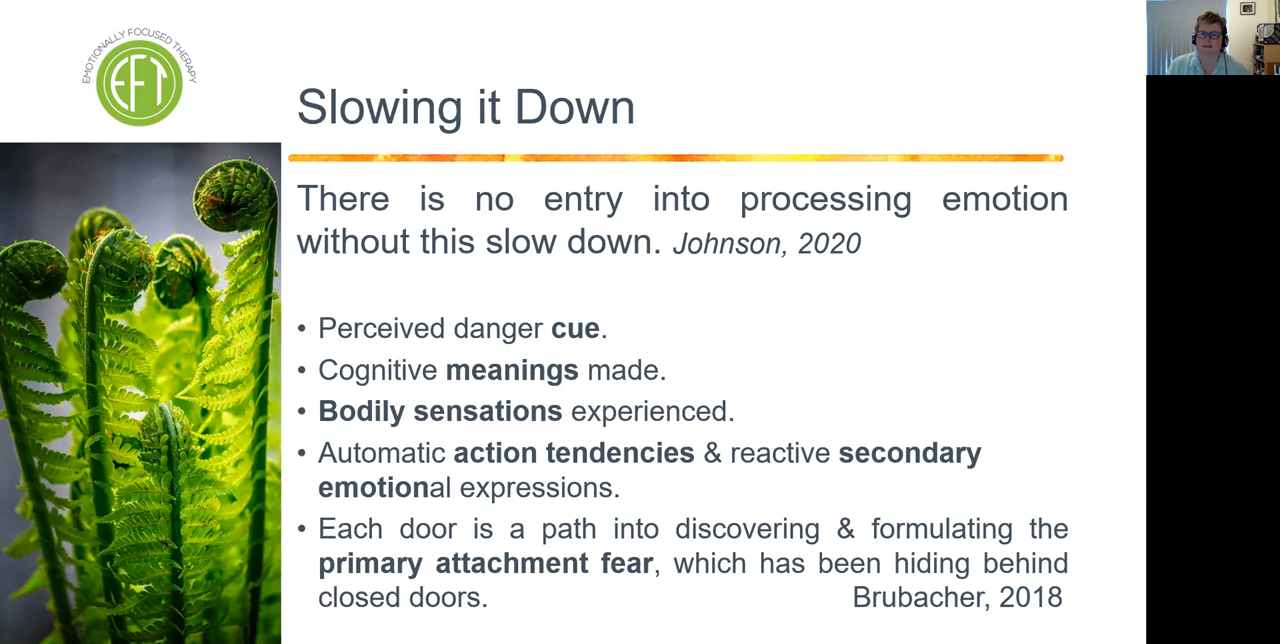 EMOTIONALLY FOCUSED THERAPY
EFT
Slowing it Down
There is no entry into processing emotion
without this slow down. Johnson, 2020
• Perceived danger cue.
• Cognitive meanings made.
• Bodily sensations experienced.
• Automatic action tendencies & reactive secondary
emotional expressions.
• Each door is a path into discovering & formulating the
primary attachment fear, which has been hiding behind
closed doors. Brubacher, 2018